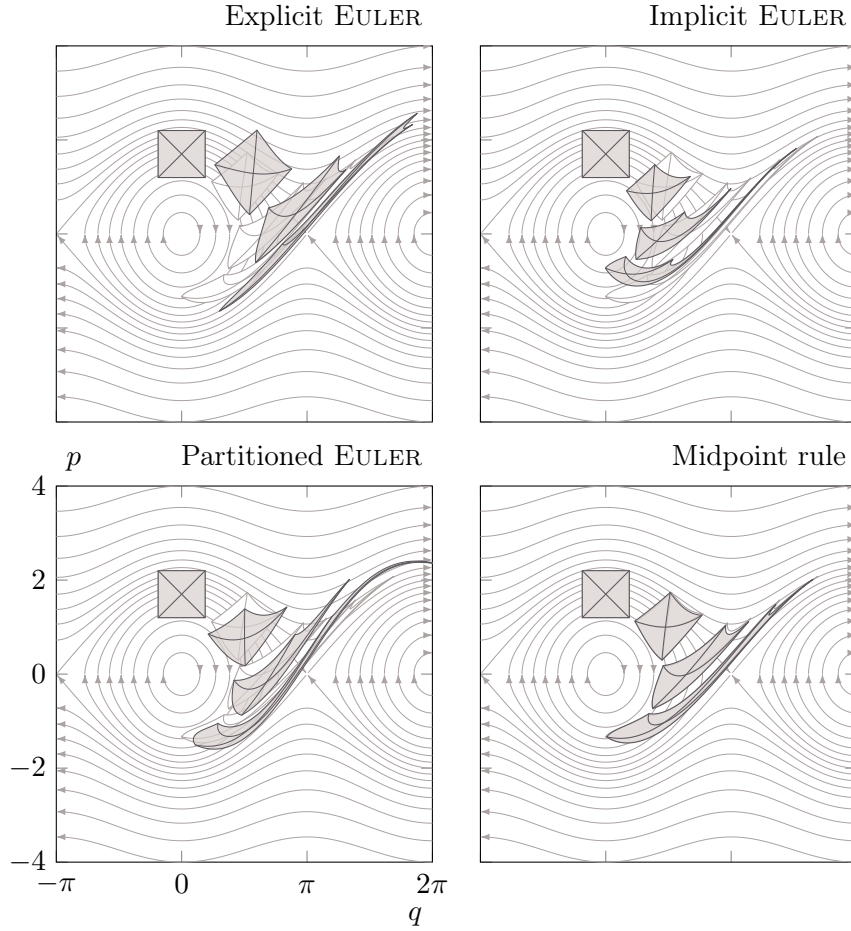 Explicit EULER
Implicit EULER
p
Partitioned EULER
Midpoint rule
4
2
0
−2
−4
−π
0
π
2π
q